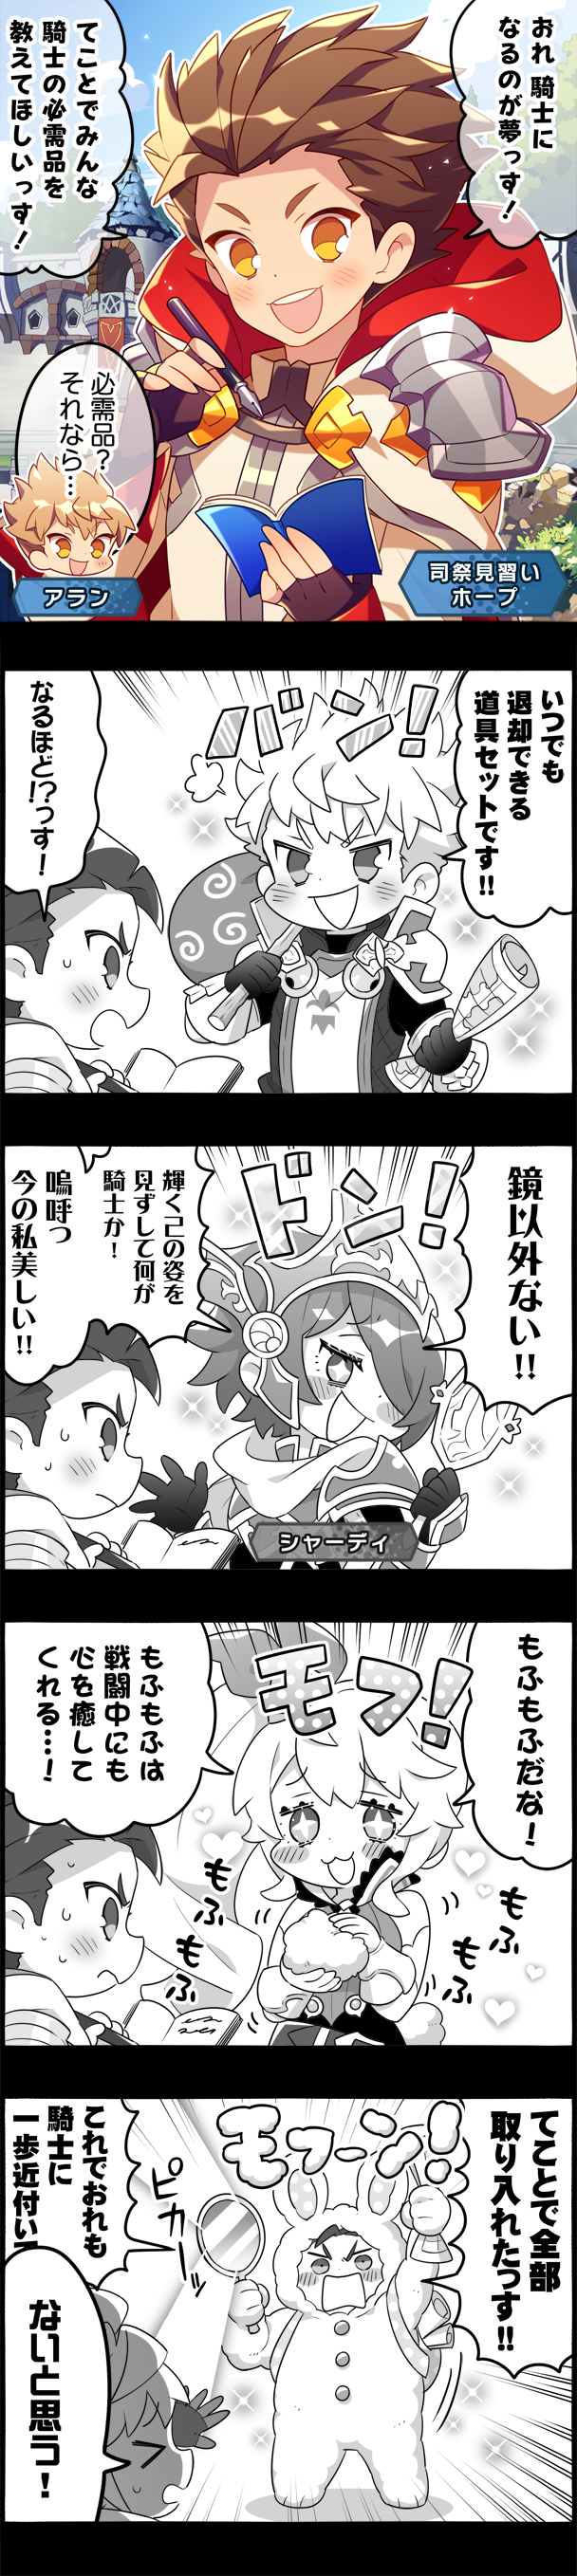 おれ 騎士に
なるのが夢っす！
てことでみんな
騎士の必需品を
教えてほしいっす！
必需品？
それなら…
アラン
司祭見習い
ホープ
いつでも
退却できる
道具セットです!!
バーン！
なるほど!?っす！
鏡以外ない!!
ドン！
輝く己の姿を
見ずして何が
騎士か！
嗚呼っ
今の私美しい!!
シャーディ
もふもふだな！
モフ！
もふもふは
戦闘中にも
心を癒して
くれる…！
もふ
もふ
もふ
もふ
てことで全部
取り入れたっす!!
モフーン！
ピカーッ
これでおれも
騎士に
一歩近付い
ないと思う！